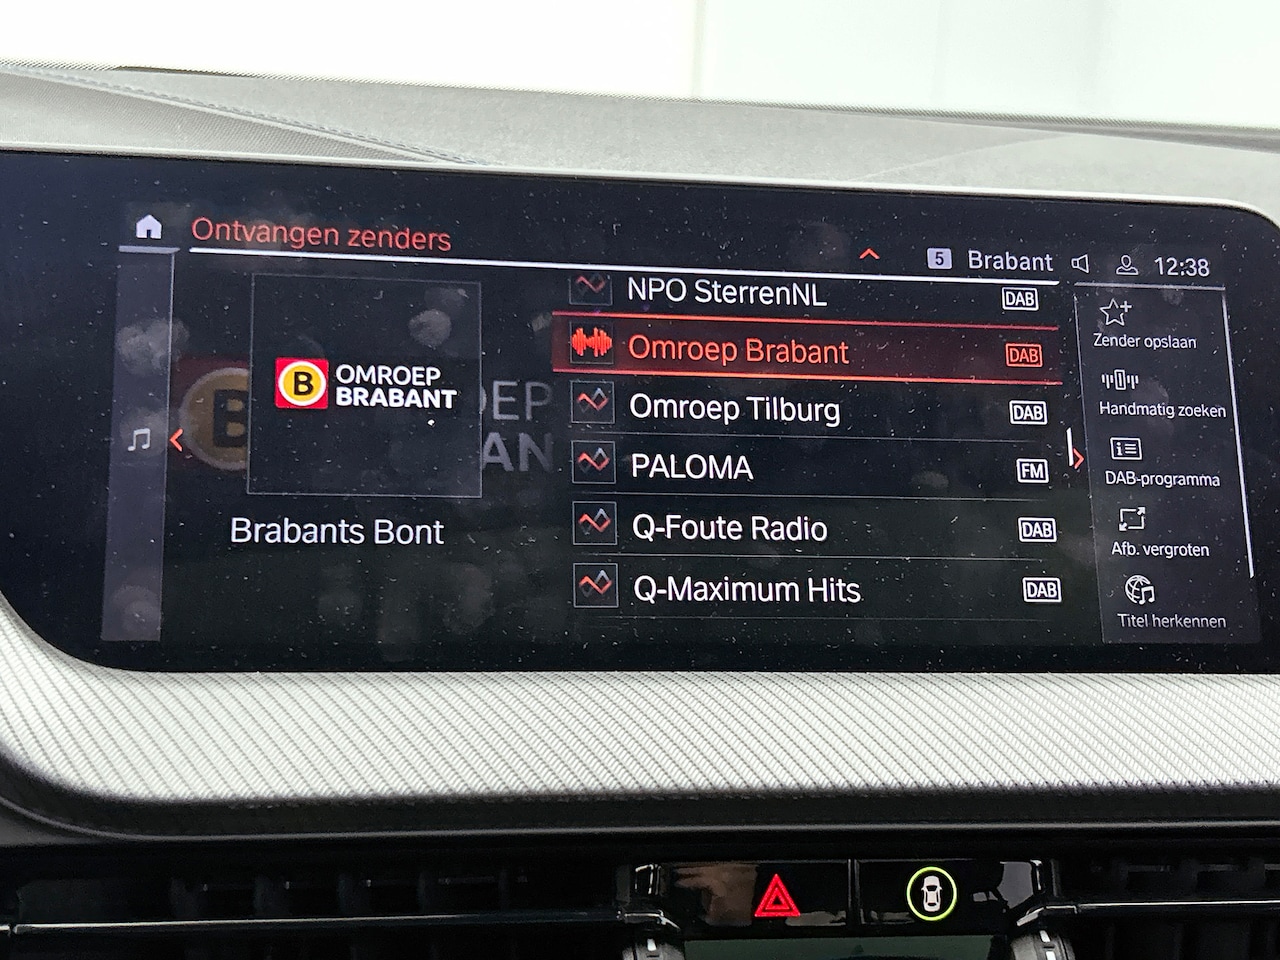 Ontvangen zenders
5 Brabant 12:38
NPO SterrenNL DAB
Omroep Brabant DAB
Omroep Tilburg DAB
PALOMA FM
Q-Foute Radio DAB
Q-Maximum Hits DAB
B OMROEP
BRABANT
Brabants Bont
Zender opslaan
Handmatig zoeken
DAB-programma
Afb. vergroten
Titel herkennen